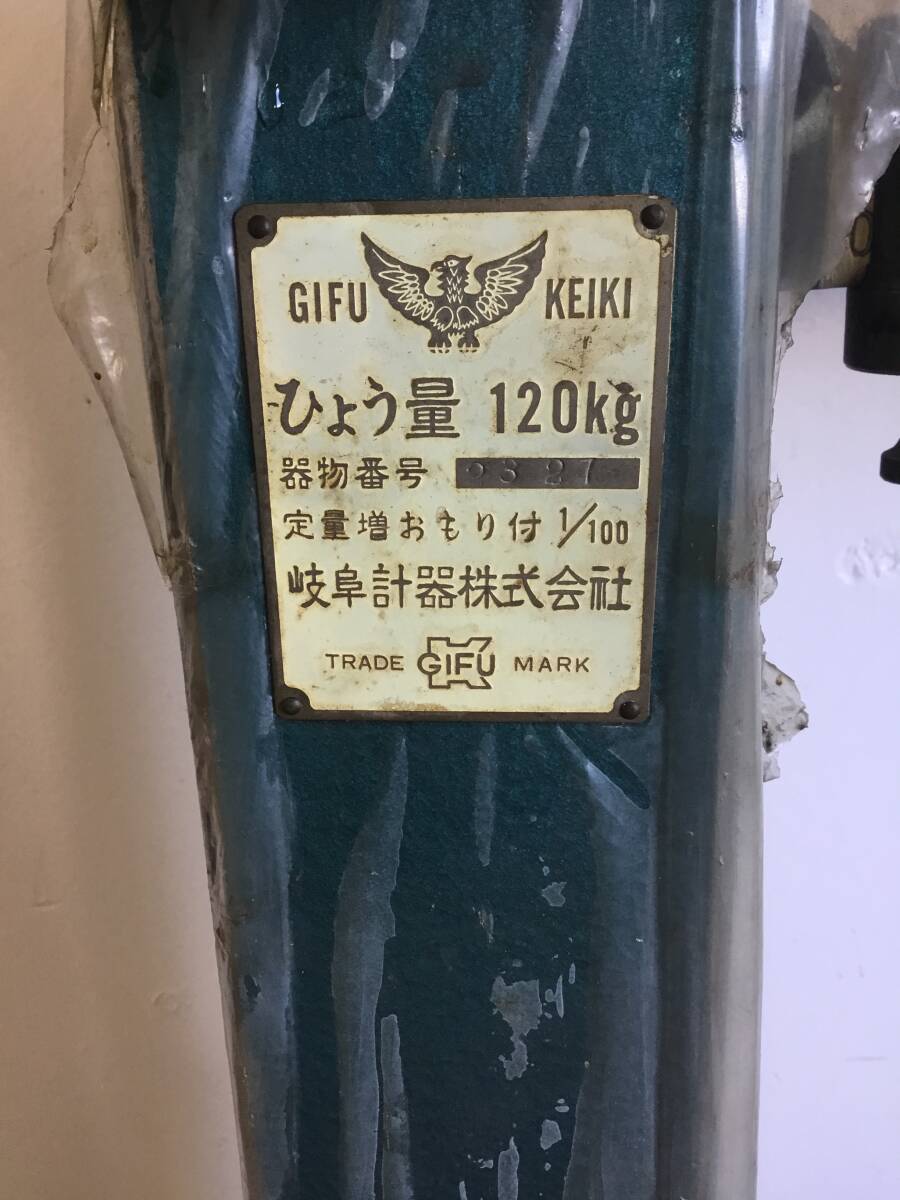 GIFU KEIKI
ひょう量 120kg
器物番号
定量増おもり付 1/100
岐阜計器株式会社
TRADE GIFU MARK